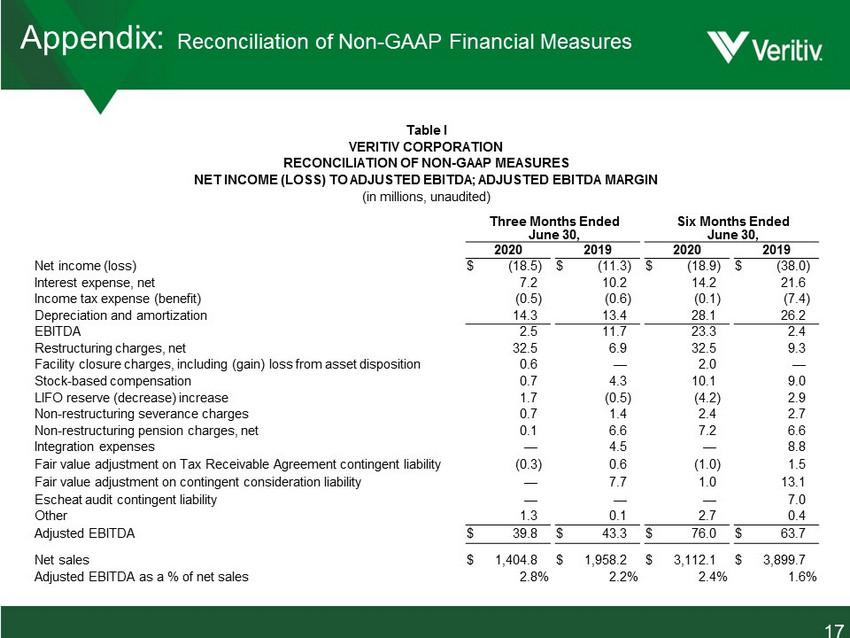 Appendix: Reconciliation of Non-GAAP Financial Measures
Veritiv.
Table I
VERITIV CORPORATION
RECONCILIATION OF NON-GAAP MEASURES
NET INCOME (LOSS) TO ADJUSTED EBITDA; ADJUSTED EBITDA MARGIN
(in millions, unaudited)
Three Months Ended June 30, Six Months Ended June 30,
2020 2019 2020 2019
Net income (loss) $ (18.5) $ (11.3) $ (18.9) $ (38.0)
Interest expense, net 7.2 10.2 14.2 21.6
Income tax expense (benefit) (0.5) (0.6) (0.1) (7.4)
Depreciation and amortization 14.3 13.4 28.1 26.2
EBITDA 2.5 11.7 23.3 2.4
Restructuring charges, net 32.5 6.9 32.5 9.3
Facility closure charges, including (gain) loss from asset disposition 0.6 — 2.0 —
Stock-based compensation 0.7 4.3 10.1 9.0
LIFO reserve (decrease) increase 1.7 (0.5) (4.2) 2.9
Non-restructuring severance charges 0.7 1.4 2.4 2.7
Non-restructuring pension charges, net 0.1 6.6 7.2 6.6
Integration expenses — 4.5 — 8.8
Fair value adjustment on Tax Receivable Agreement contingent liability (0.3) 0.6 (1.0) 1.5
Fair value adjustment on contingent consideration liability — 7.7 1.0 13.1
Escheat audit contingent liability — — — 7.0
Other 1.3 0.1 2.7 0.4
Adjusted EBITDA $ 39.8 $ 43.3 $ 76.0 $ 63.7
Net sales $ 1,404.8 $ 1,958.2 $ 3,112.1 $ 3,899.7
Adjusted EBITDA as a % of net sales 2.8% 2.2% 2.4% 1.6%
17